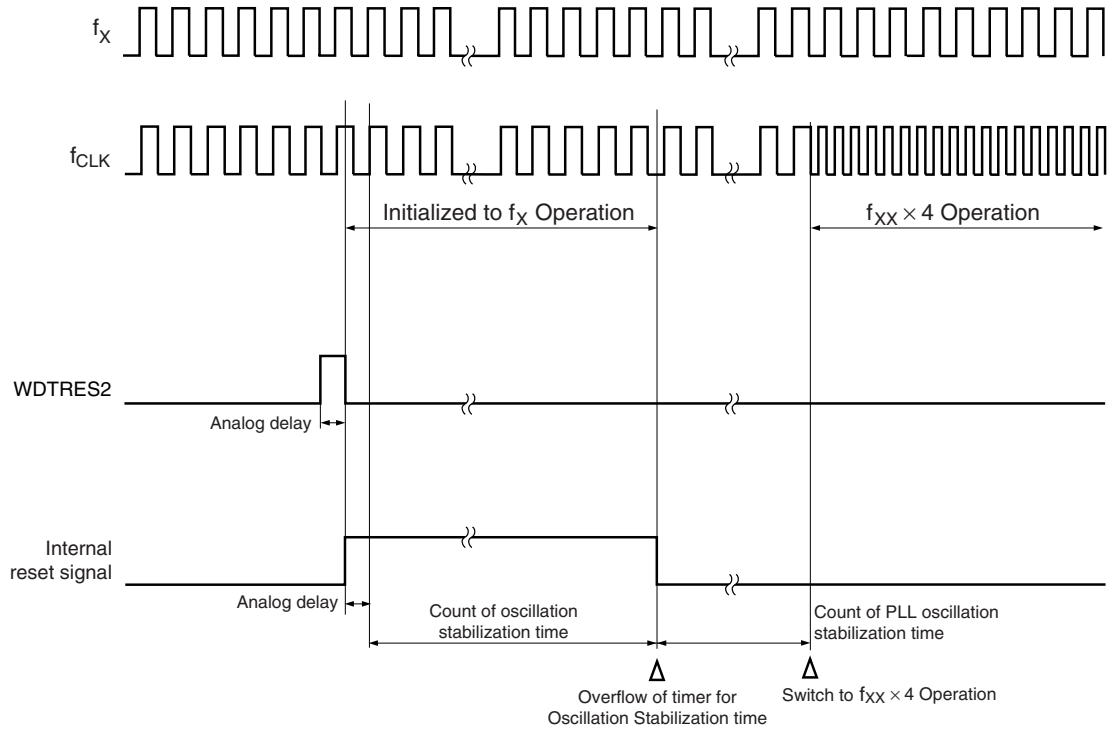 fX
fCLK
Initialized to fX Operation
fXX × 4 Operation
WDTRES2
Analog delay
Internal
reset signal
Analog delay
Count of oscillation
stabilization time
Count of PLL oscillation
stabilization time
Overflow of timer for
Oscillation Stabilization time
Switch to fXX × 4 Operation